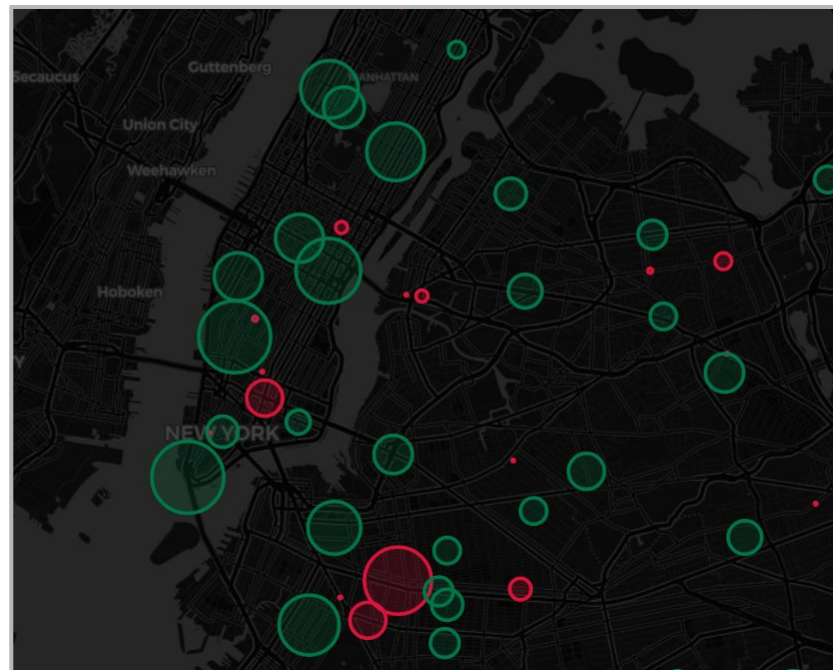 Secaucus
Guttenberg
MANHATTAN
Union City
Weehawken
Hoboken
Y
NEW YORK